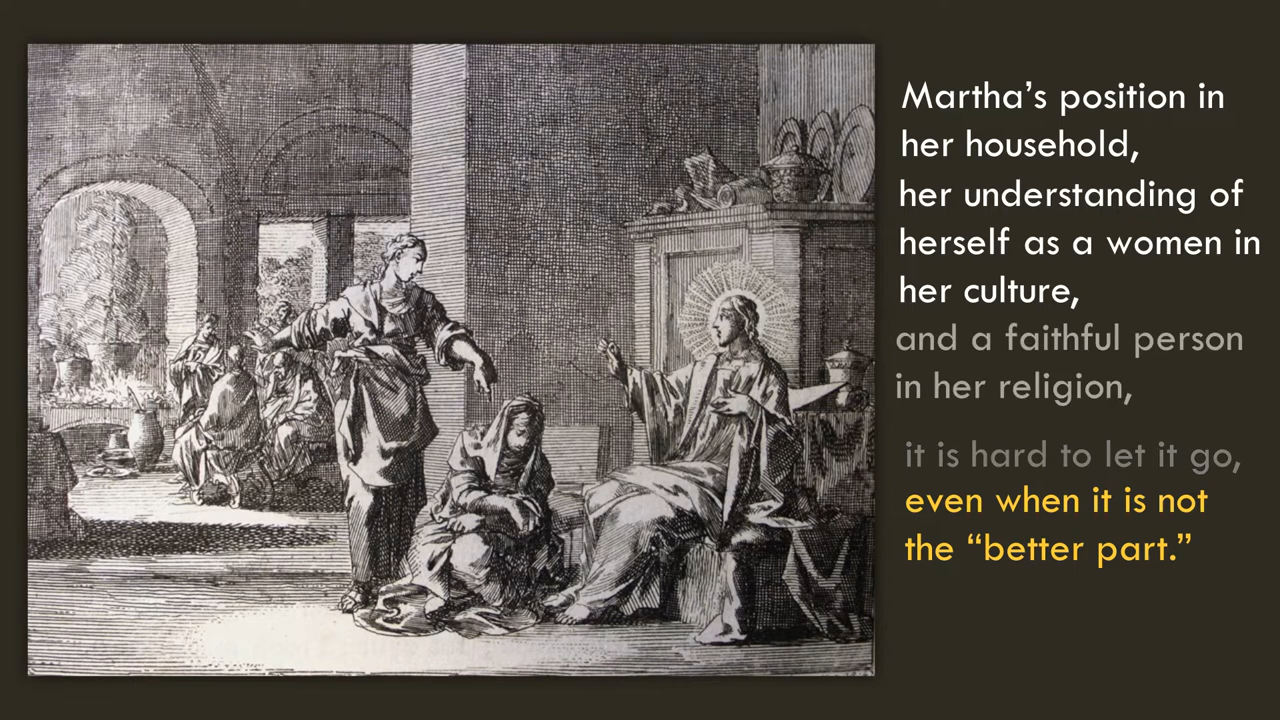 Martha’s position in
her household,
her understanding of
herself as a women in
her culture,
and a faithful person
in her religion,
it is hard to let it go,
even when it is not
the “better part.”